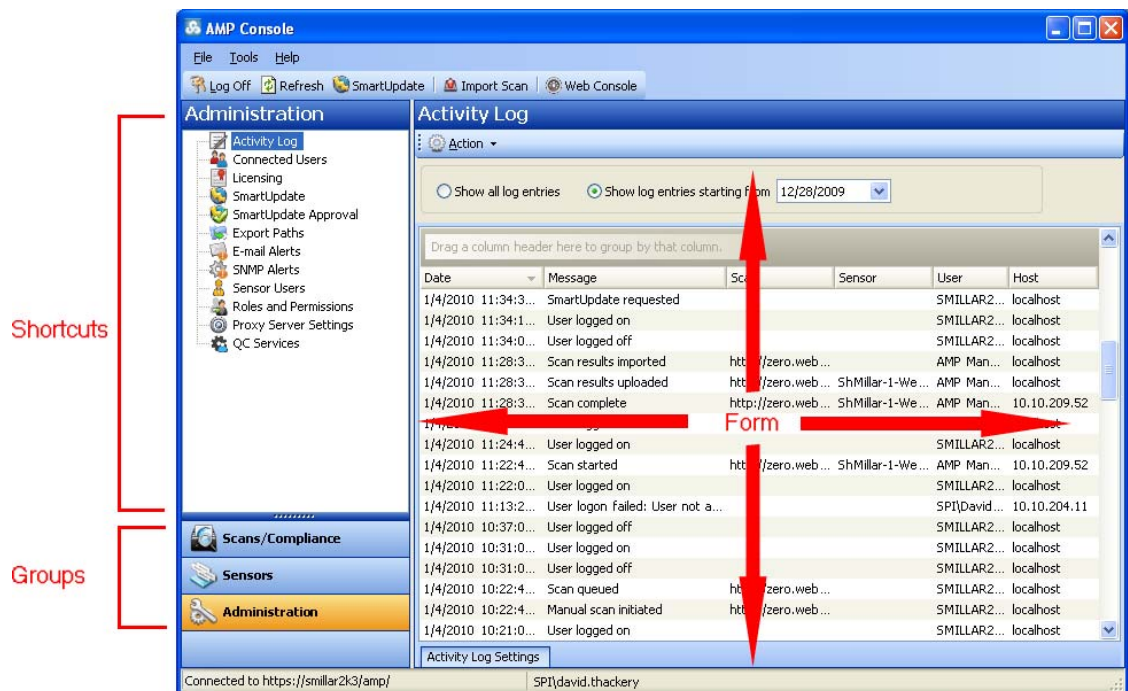 AMP Console
File Tools Help
Log Off Refresh SmartUpdate Import Scan Web Console
Administration
Activity Log
Connected Users
Licensing
SmartUpdate
SmartUpdate Approval
Export Paths
E-mail Alerts
SNMP Alerts
Sensor Users
Roles and Permissions
Proxy Server Settings
QC Services
Shortcuts
Scans/Compliance
Sensors
Administration
Groups
Activity Log
Action
Show all log entries Show log entries starting from 12/28/2009
Drag a column header here to group by that column.
Date Message Sensor User Host
1/4/2010 11:34:3... SmartUpdate requested SMILLAR2... localhost
1/4/2010 11:34:1... User logged on SMILLAR2... localhost
1/4/2010 11:34:0... User logged off SMILLAR2... localhost
1/4/2010 11:28:3... Scan results imported AMP Man... localhost
1/4/2010 11:28:3... Scan results uploaded ShMillar-1-We... AMP Man... localhost
1/4/2010 11:28:3... Scan complete http://zero.web... ShMillar-1-We... AMP Man... 10.10.209.52
Form
1/4/2010 11:24:4... User logged on SMILLAR2... localhost
1/4/2010 11:22:4... Scan started ShMillar-1-We... AMP Man... 10.10.209.52
1/4/2010 11:22:0... User logged on SMILLAR2... localhost
1/4/2010 11:13:2... User logon failed: User not a... SPI\David... 10.10.204.11
1/4/2010 10:37:0... User logged off SMILLAR2... localhost
1/4/2010 10:31:0... User logged on SMILLAR2... localhost
1/4/2010 10:31:0... User logged off SMILLAR2... localhost
1/4/2010 10:22:4... Scan queued AMP Man... localhost
1/4/2010 10:22:4... Manual scan initiated SMILLAR2... localhost
1/4/2010 10:21:0... User logged on SMILLAR2... localhost
Activity Log Settings
Connected to https://smillar2k3/amp/ SPI\david.thackery